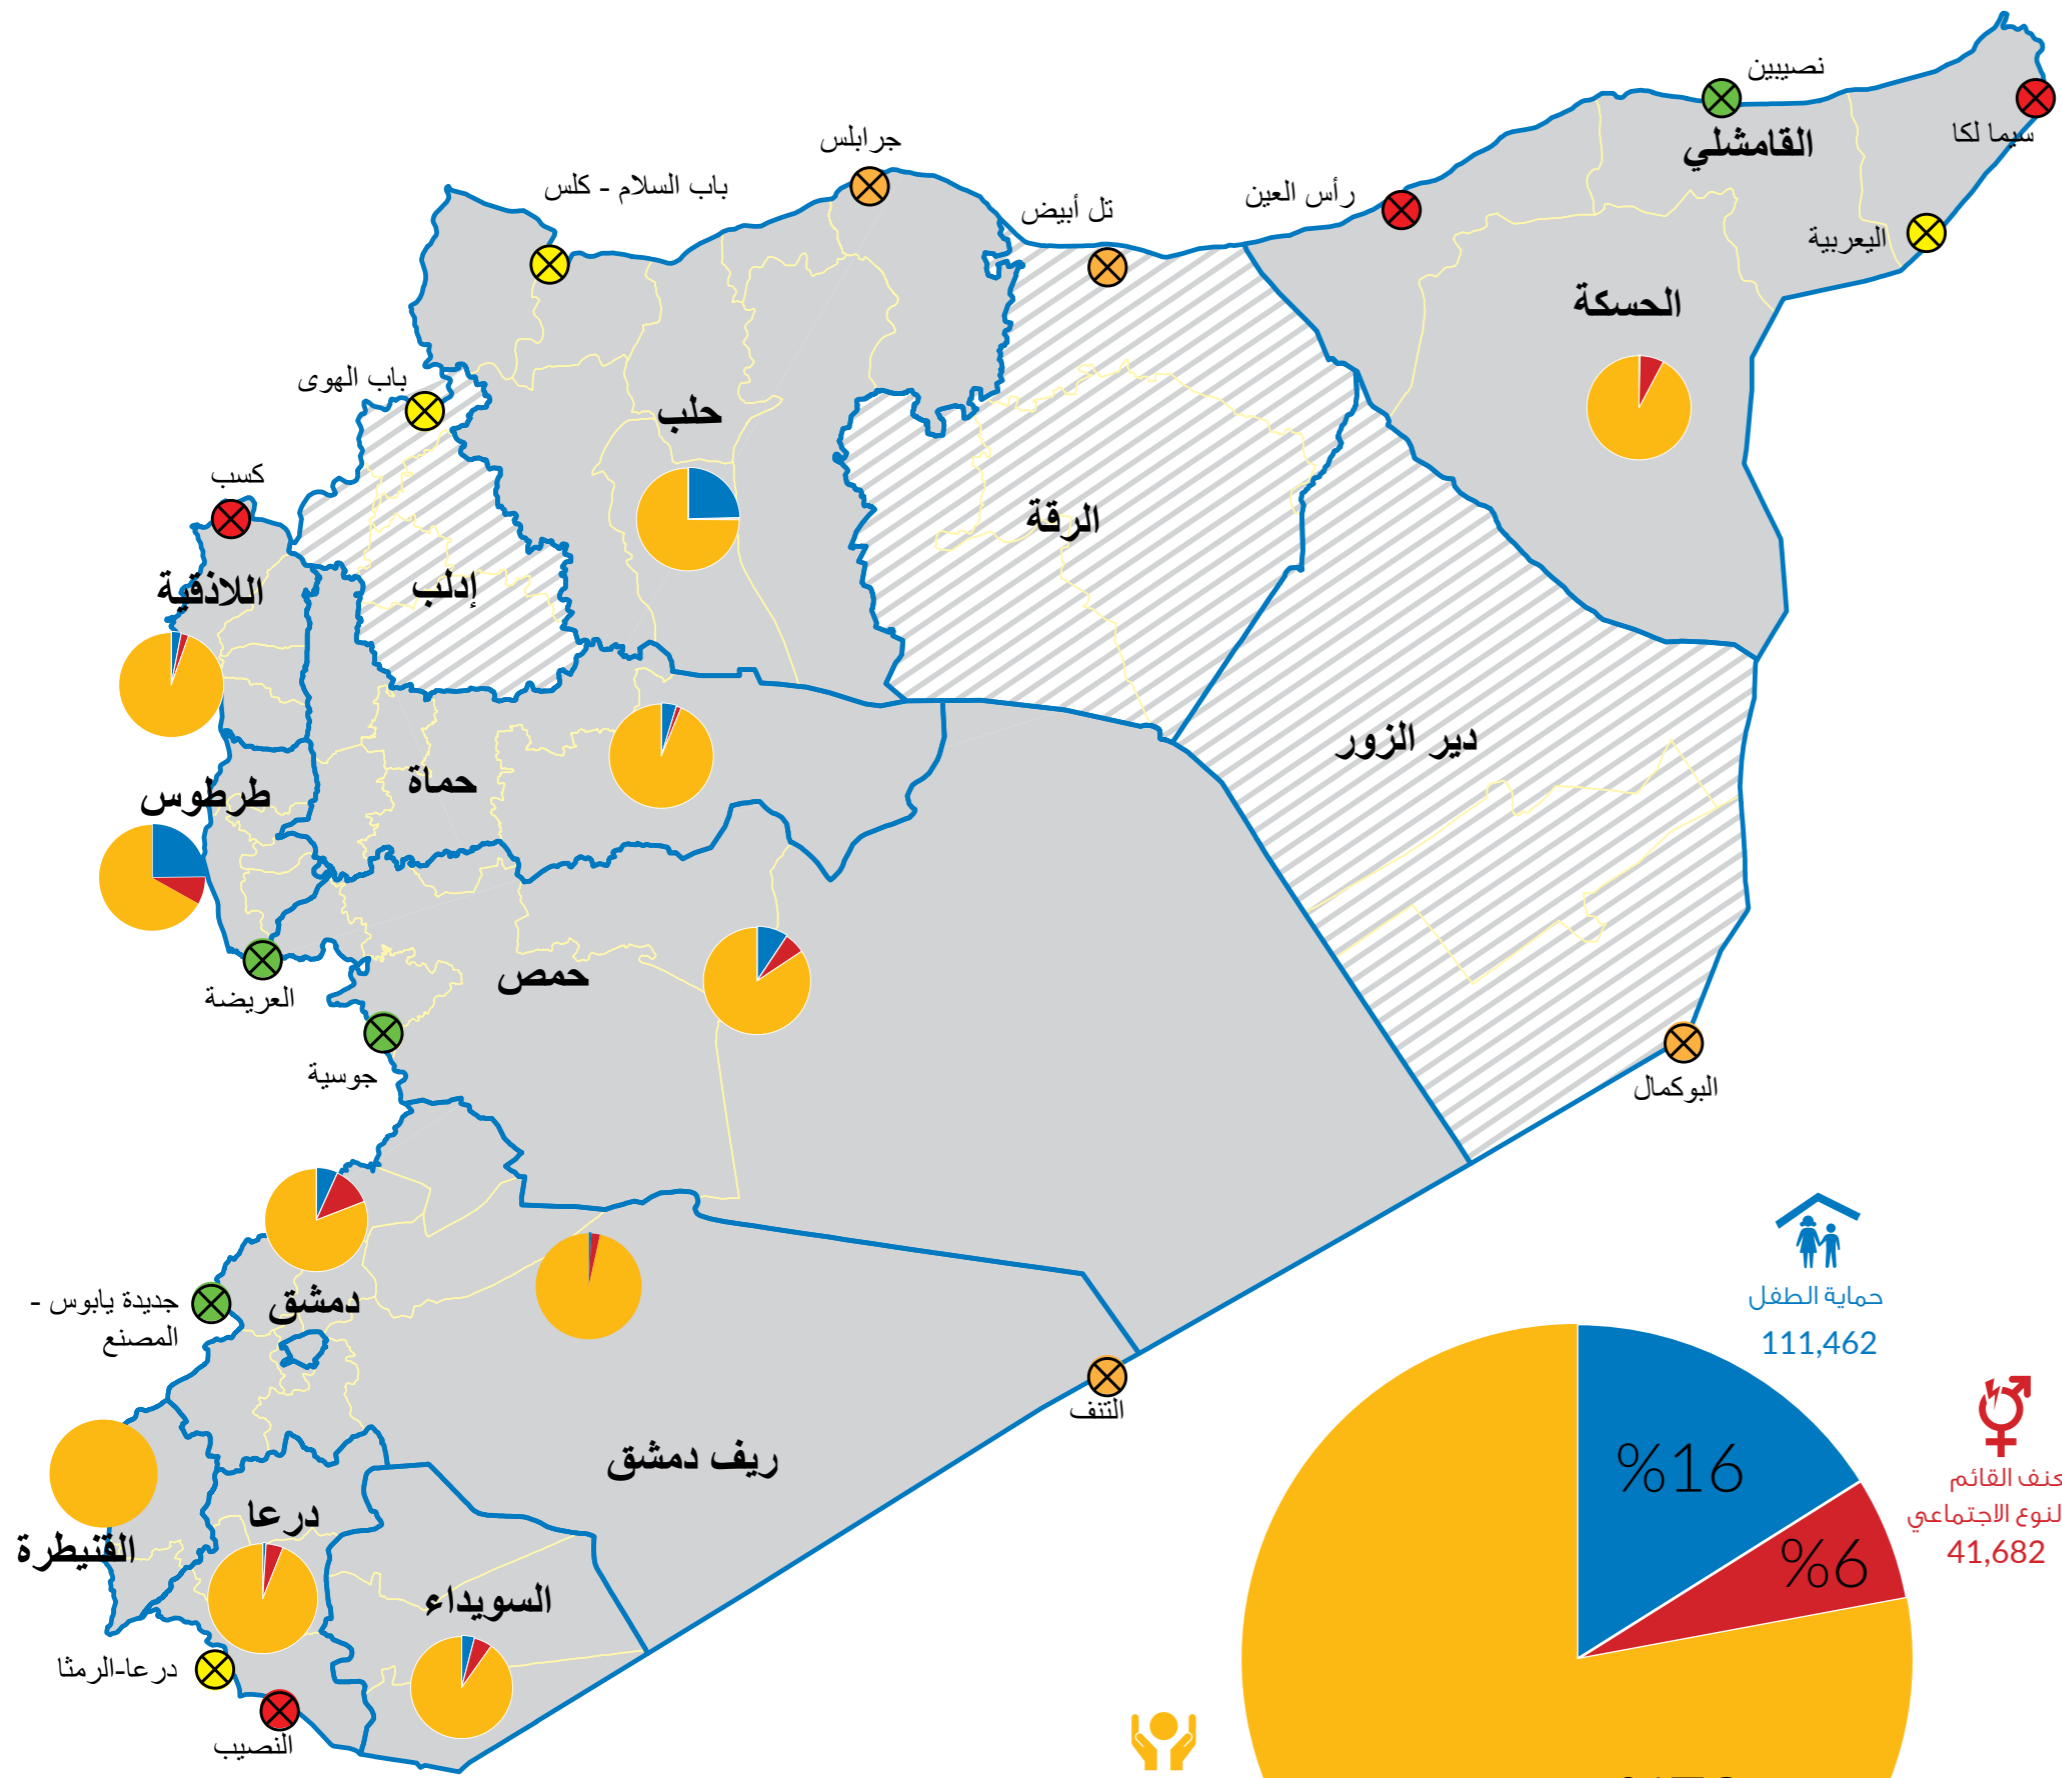 نصيبين
سيما لكا
القامشلي
جرابلس
باب السلام - كلس
رأس العين
تل أبيض
اليعربية
الحسكة
باب الهوى
حلب
كسب
الرقة
اللاذقية
إدلب
دير الزور
حماة
طرطوس
حمص
العريضة
جوسية
البوكمال
حماية الطفل
111,462
جديدة يابوس -
المصنع
دمشق
التنف
ريف دمشق
%16
القائم
النوع الاجتماعي
41,682
%6
درعا
القنيطرة
السويداء
درعا-الرمثا
النصيب